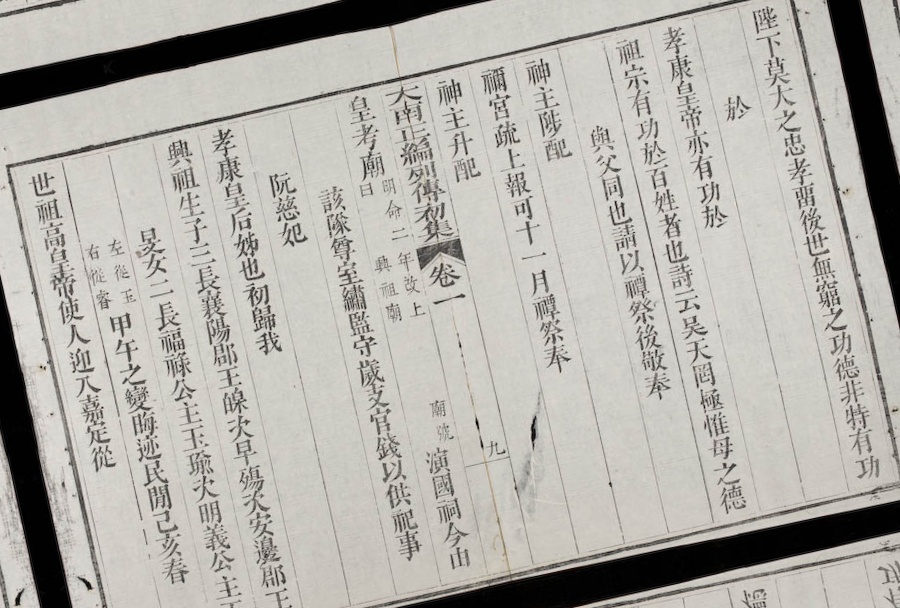 陛下莫大之忠孝畱後世無窮之功德非特有功
於
孝康皇帝亦有功於
祖宗有功於百姓者也詩云昊天罔極惟母之德
與父同也請以禫祭後敬奉
神主陟配
禰宮疏上報可十一月禫祭奉
神主升配
大南正編列傳初集 卷一 九
皇考廟
明命二年改上廟號
曰興祖廟
演國祠今由
該隊尊室繡監守歲支官錢以供祀事
阮慈妃
孝康皇后姊也初歸我
興祖生子三長襄陽郡王皥次早殤次安邊郡王
旻女二長福祿公主玉瑜次明義公主玉
左從玉
右從睿
甲午之變晦迹民間己亥春
世祖高皇帝使人迎入嘉定從